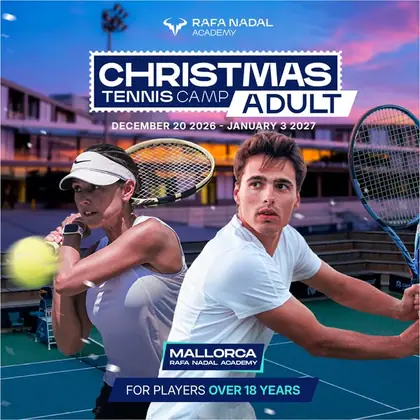 RAFA NADAL
ACADEMY
CHRISTMAS
TENNIS CAMP ADULT
DECEMBER 20 2026 - JANUARY 3 2027
MALLORCA
RAFA NADAL ACADEMY
FOR PLAYERS OVER 18 YEARS